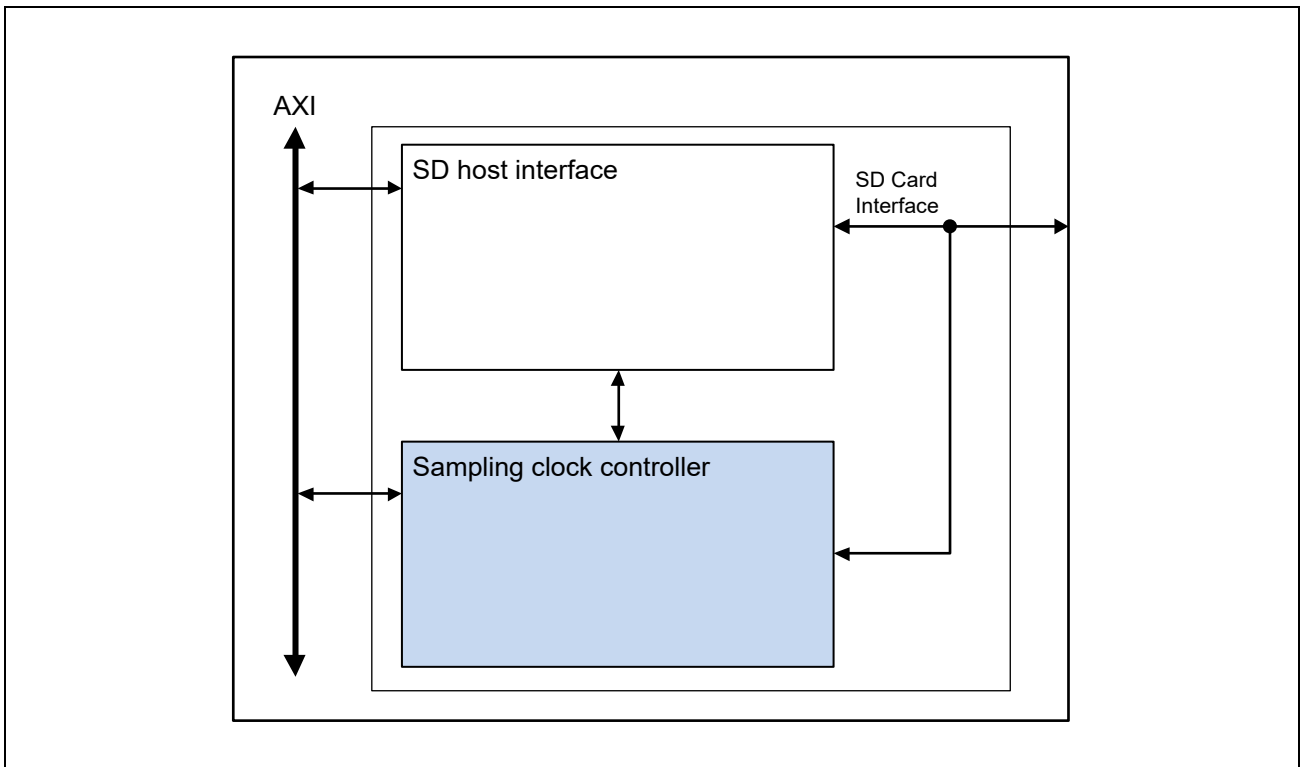 AXI
SD host interface
SD Card
Interface
Sampling clock controller